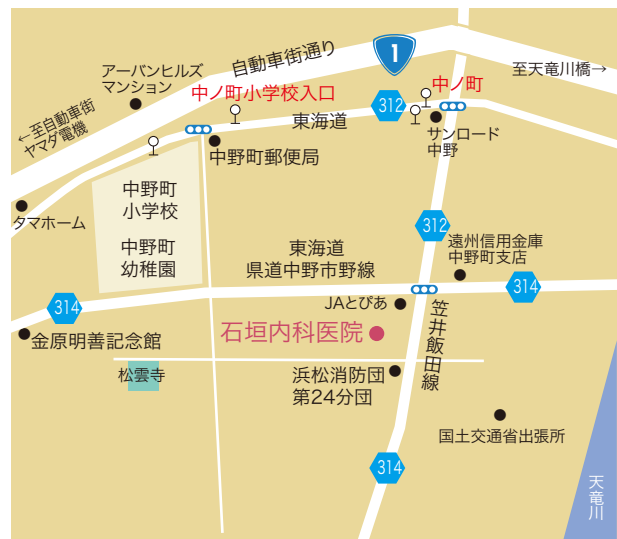 自動車街通り
1
至天竜川橋→
アーバンヒルズ
マンション
中ノ町小学校入口
中ノ町
312
東海道
←至自動車街
ヤマダ電機
サンロード
中野
中野町郵便局
中野町
小学校
タマホーム
中野町
幼稚園
312
東海道
県道中野市野線
遠州信用金庫
中野町支店
314
314
JAとぴあ
笠井飯田線
石垣内科医院
金原明善記念館
松雲寺
浜松消防団
第24分団
国土交通省出張所
314
天竜川